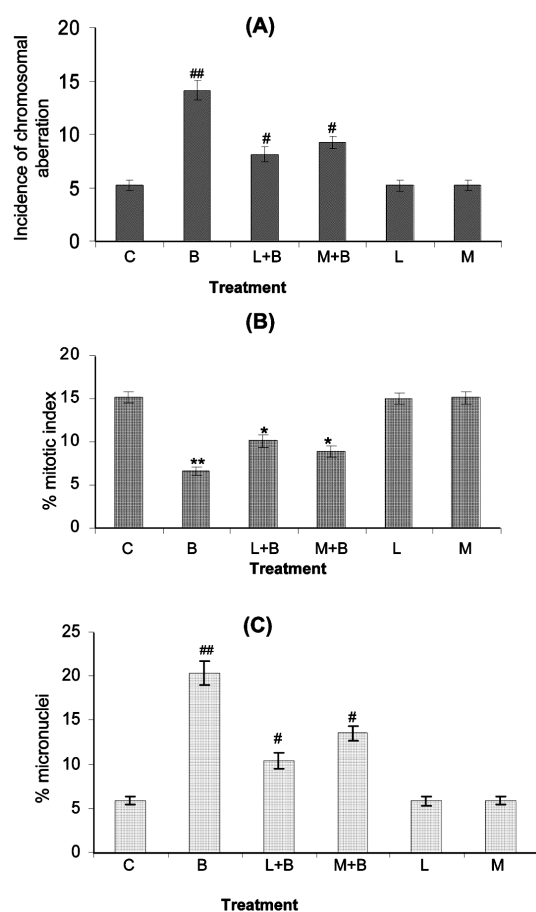 (A)
Incidence of chromosomal
aberration
20
15
10
5
0
##
#
#
C B L+B M+B L M
Treatment
(B)
% mitotic index
20
15
10
5
0
**
*
*
C B L+B M+B L M
Treatment
(C)
% micronuclei
25
20
15
10
5
0
##
#
#
C B L+B M+B L M
Treatment